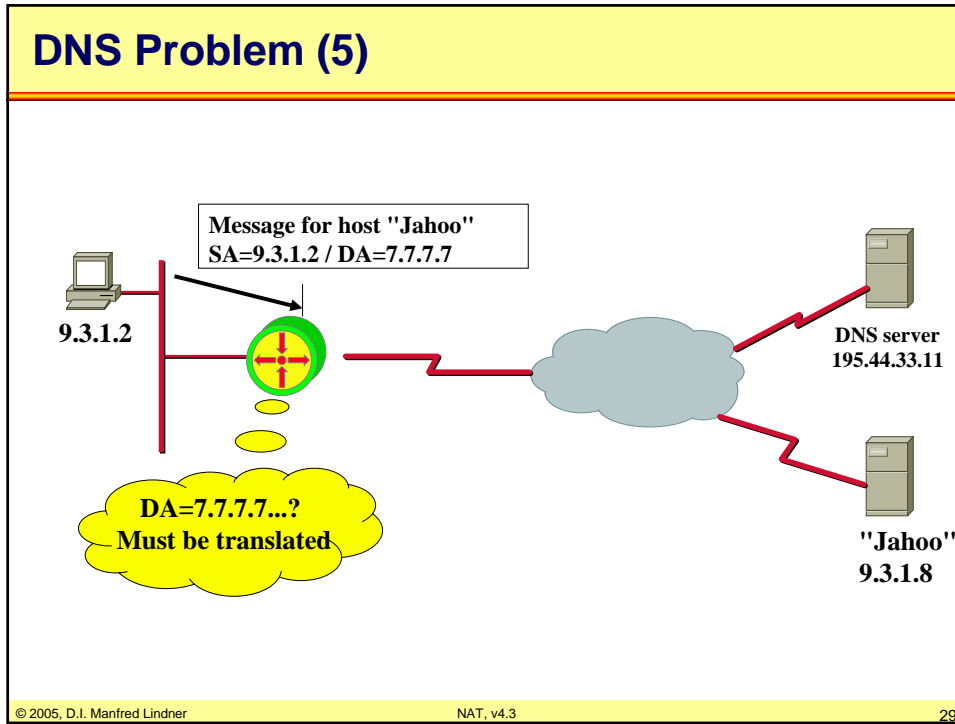 DNS Problem (5)
Message for host "Jahoo"
SA=9.3.1.2 / DA=7.7.7.7
9.3.1.2
DNS server
195.44.33.11
DA=7.7.7.7...?
Must be translated
"Jahoo"
9.3.1.8
© 2005, D.I. Manfred Lindner
NAT, v4.3
29